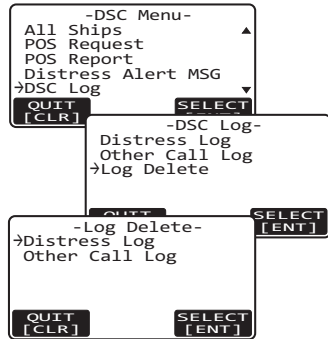 -DSC Menu-
All Ships ▲
POS Request
POS Report
Distress Alert MSG
→DSC Log ▼
QUIT SELECT
[CLR]
-DSC Log-
Distress Log
Other Call Log
→Log Delete
QUIT SELECT
[ENT]
-Log Delete-
→Distress Log
Other Call Log
QUIT SELECT
[CLR] [ENT]